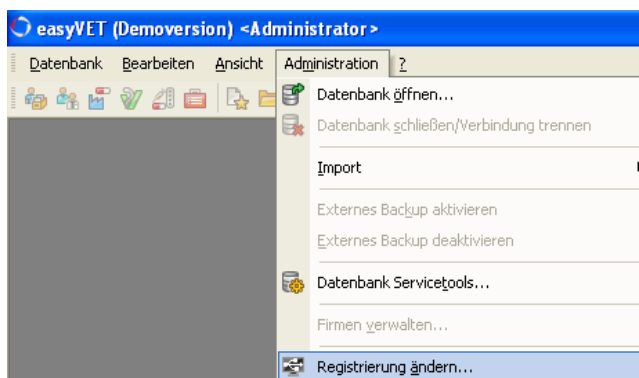 easyVET (Demoversion) <Administrator>
Datenbank Bearbeiten Ansicht Administration ?
Datenbank öffnen...
Datenbank schließen/Verbindung trennen
Import
Externes Backup aktivieren
Externes Backup deaktivieren
Datenbank Servicetools...
Firmen verwalten...
Registrierung ändern...